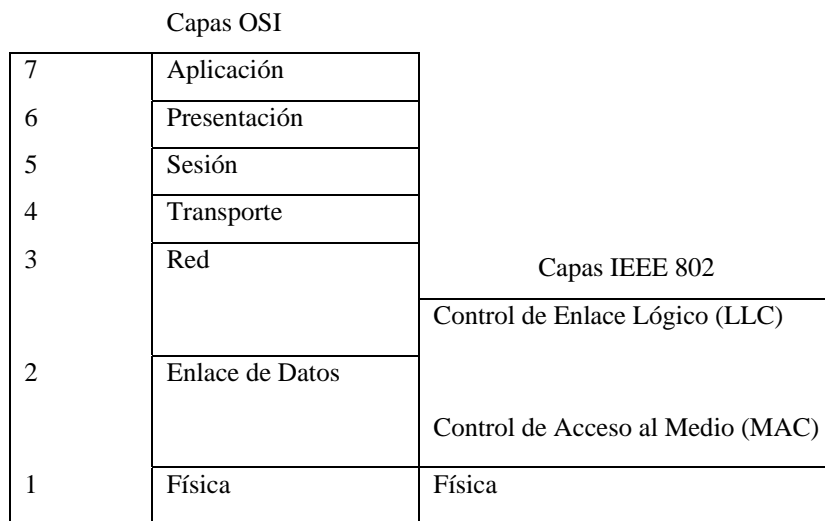 Capas OSI
7 Aplicación
6 Presentación
5 Sesión
4 Transporte
3 Red
Capas IEEE 802
Control de Enlace Lógico (LLC)
2 Enlace de Datos
Control de Acceso al Medio (MAC)
1 Física Física